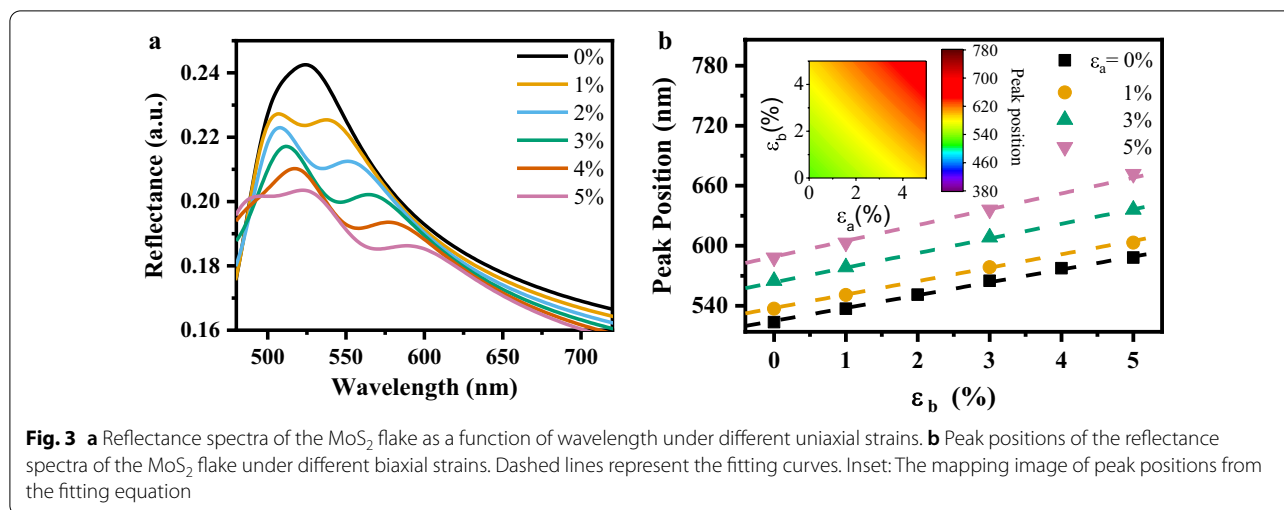 a
0.24
0.22
0.20
0.18
0.16
Reflectance (a.u.)
500 550 600 650 700
Wavelength (nm)
0%
1%
2%
3%
4%
5%
b
780
720
660
600
540
Peak Position (nm)
0 1 2 3 4 5
ε b (%)
εa= 0%
1%
3%
5%
4
2
0
εb(%)
0 2 4
εa(%)
780
700
620
540
460
380
Peak position
Fig. 3 a Reflectance spectra of the MoS2 flake as a function of wavelength under different uniaxial strains. b Peak positions of the reflectance
spectra of the MoS2 flake under different biaxial strains. Dashed lines represent the fitting curves. Inset: The mapping image of peak positions from
the fitting equation